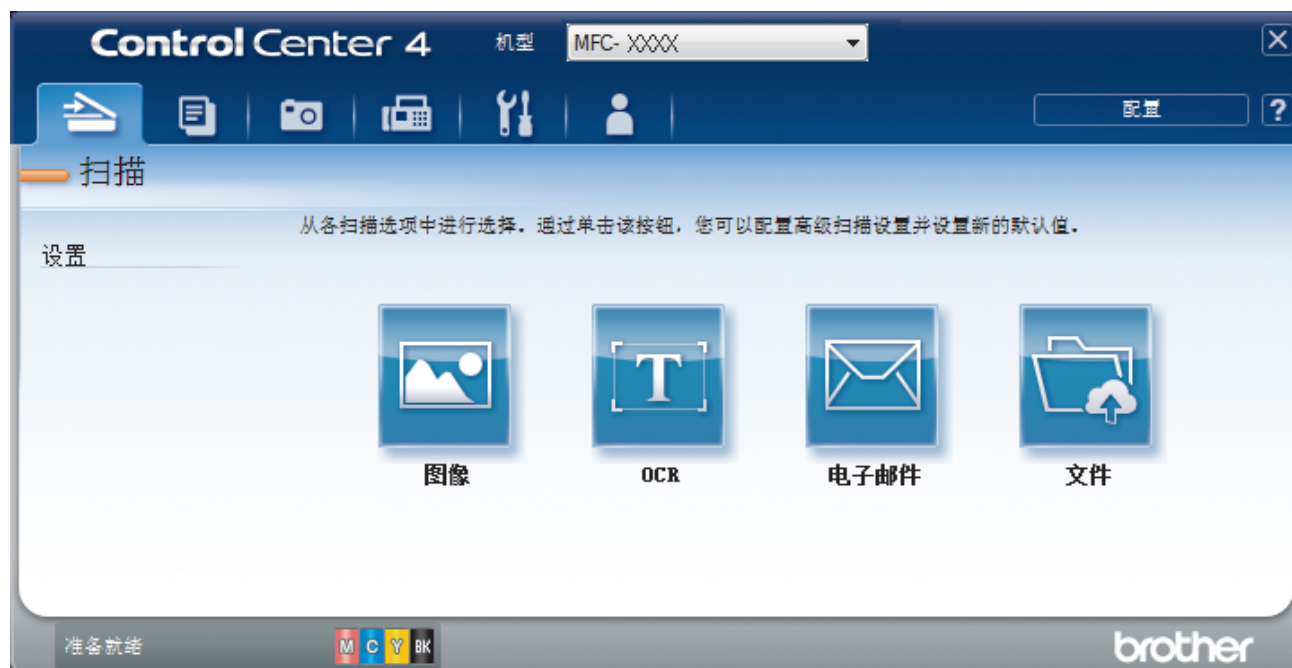 Control Center 4 机型 MFC- XXXX
配置 ?
扫描
从各扫描选项中进行选择。通过单击该按钮，您可以配置高级扫描设置并设置新的默认值。
设置
T
图像 OCR 电子邮件 文件
准备就绪 M C Y BK brother